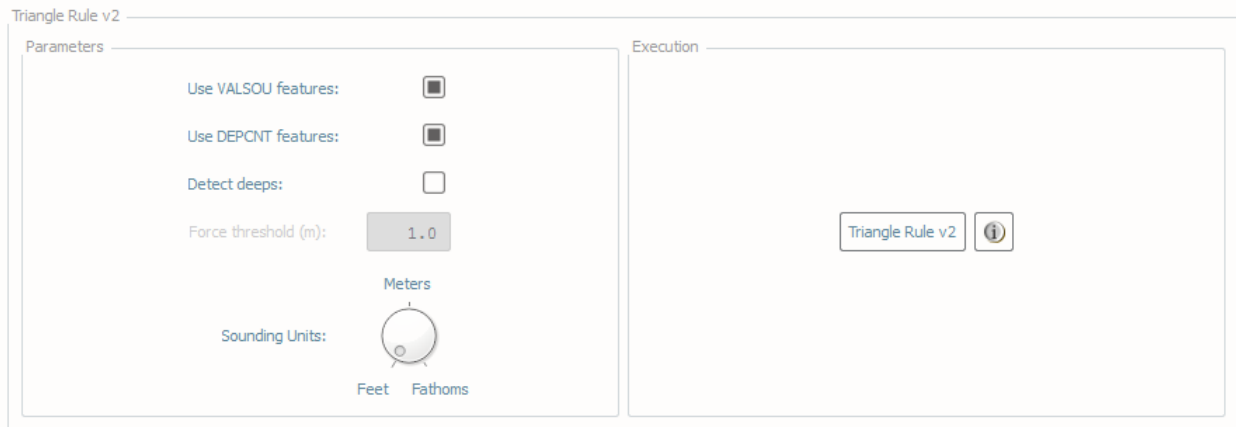 Triangle Rule v2
Parameters
Use VALSOU features:
Use DEPCNT features:
Detect deeps:
Force threshold (m): 1.0
Meters
Sounding Units:
Feet Fathoms
Execution
Triangle Rule v2 i